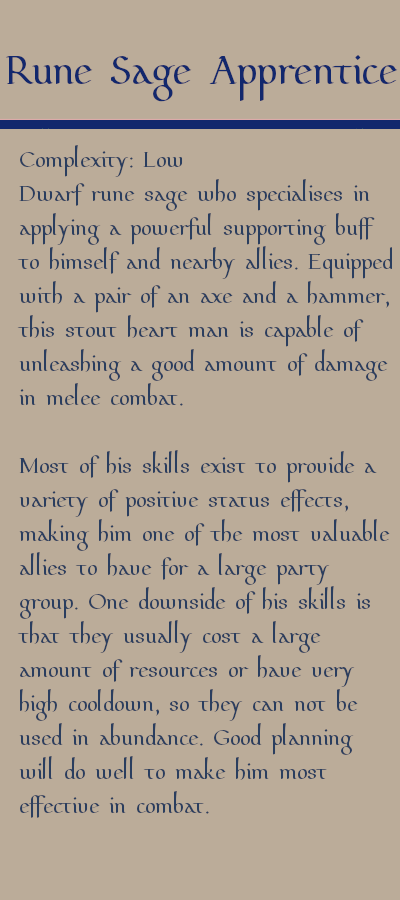 Rune Sage Apprentice
Complexity: Low
Dwarf rune sage who specialises in
applying a powerful supporting buff
to himself and nearby allies. Equipped
with a pair of an axe and a hammer,
this stout heart man is capable of
unleashing a good amount of damage
in melee combat.
Most of his skills exist to provide a
variety of positive status effects,
making him one of the most valuable
allies to have for a large party
group. One downside of his skills is
that they usually cost a large
amount of resources or have very
high cooldown, so they can not be
used in abundance. Good planning
will do well to make him most
effective in combat.